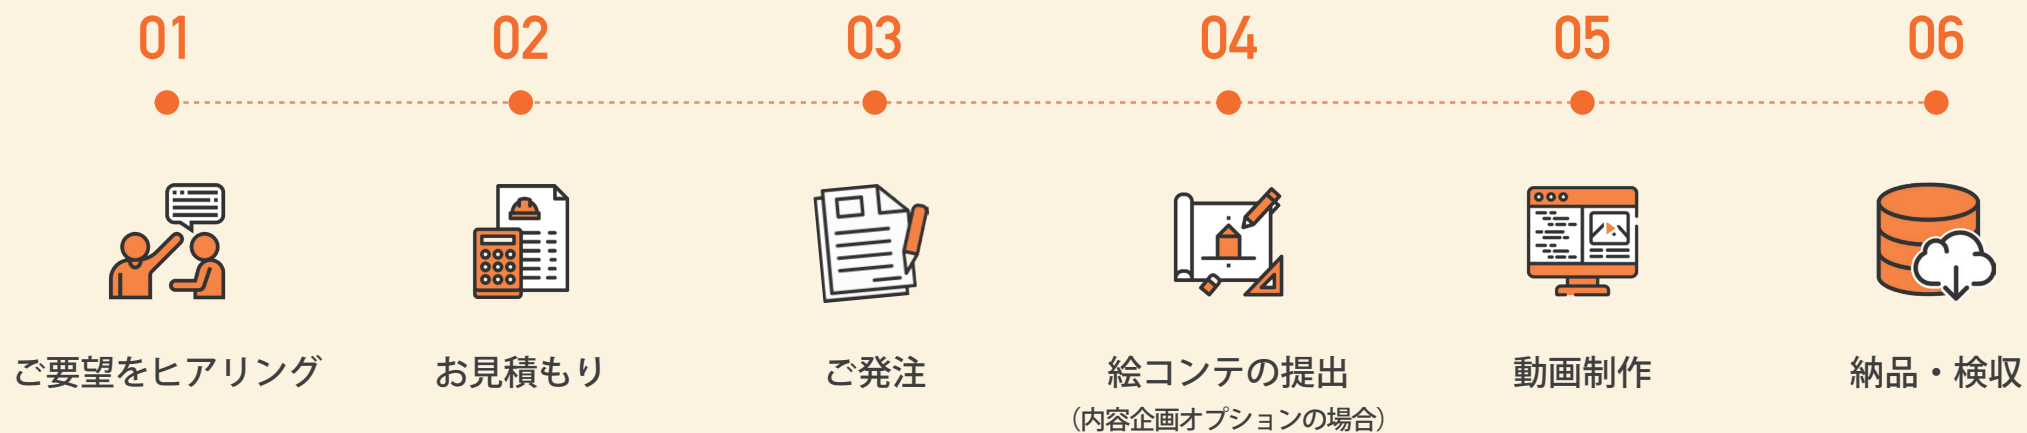 01
02
03
04
05
06
ご要望をヒアリング
お見積もり
ご発注
絵コンテの提出
（内容企画オプションの場合）
動画制作
納品・検収